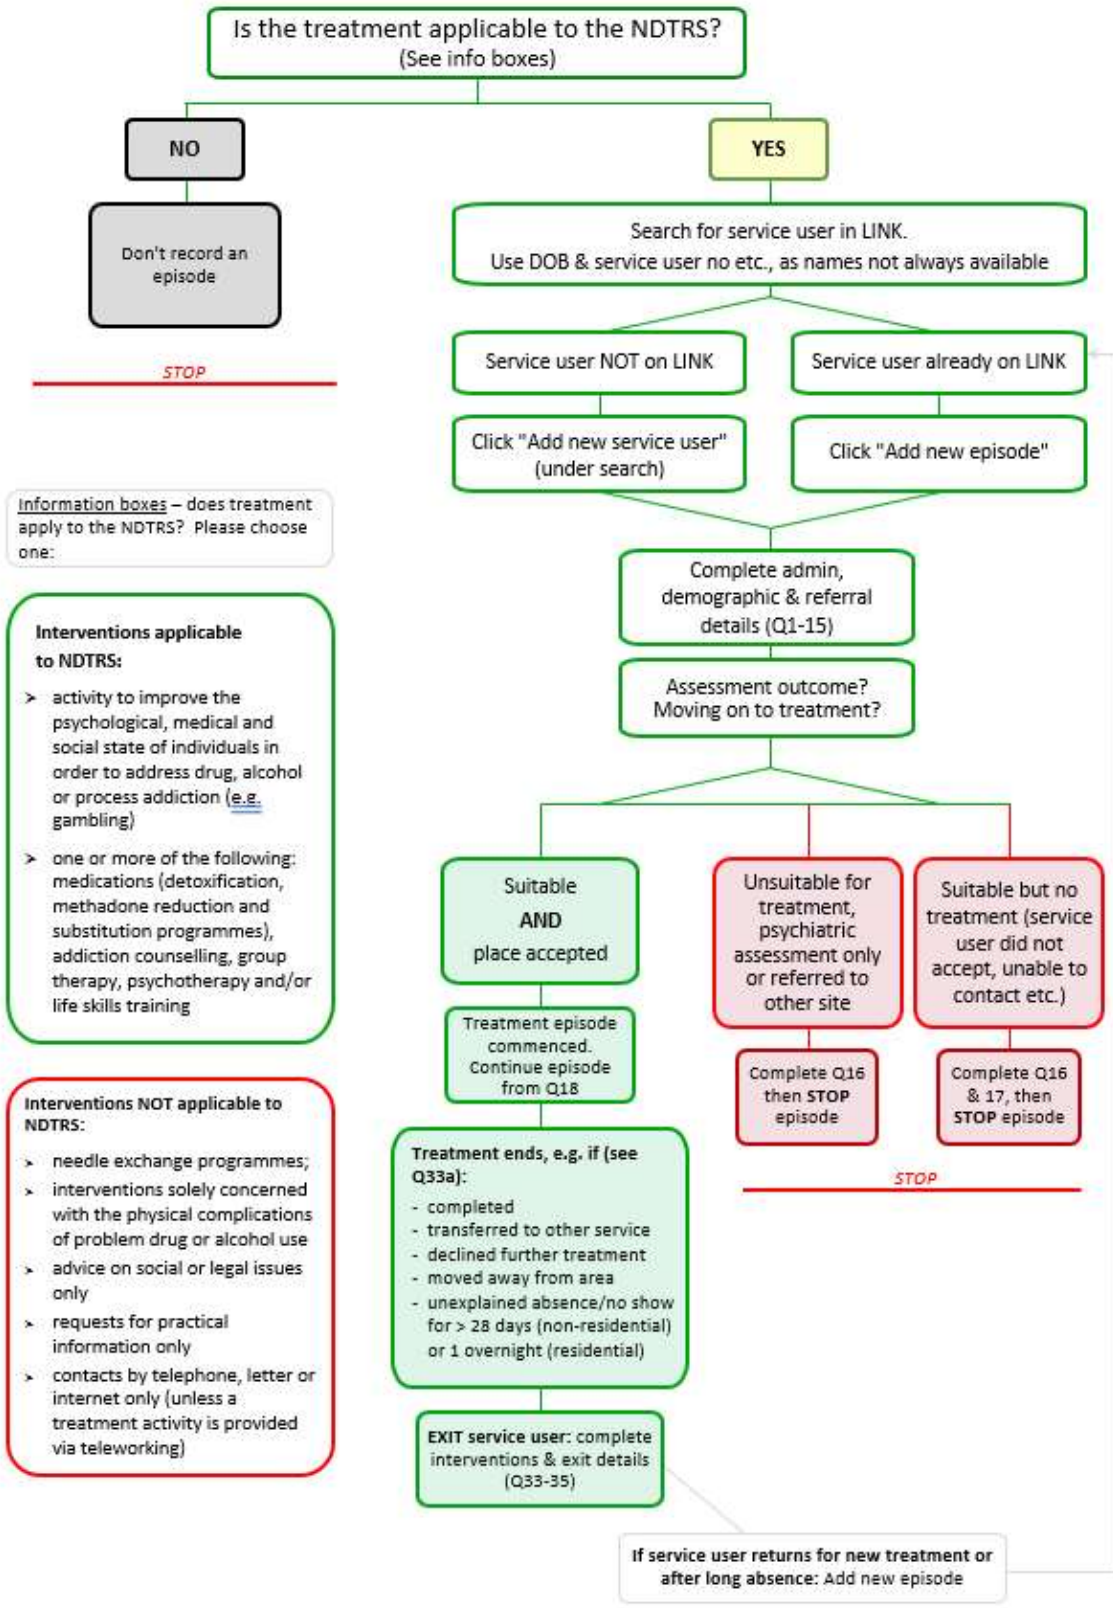 Is the treatment applicable to the NDTRS?
(See info boxes)
NO
YES
Don't record an
episode
STOP
Search for service user in LINK.
Use DOB & service user no etc., as names not always available
Service user NOT on LINK
Service user already on LINK
Click "Add new service user"
(under search)
Click "Add new episode"
Information boxes – does treatment
apply to the NDTRS? Please choose
one:
Complete admin,
demographic & referral
details (Q1-15)
Assessment outcome?
Moving on to treatment?
Interventions applicable
to NDTRS:
➢ activity to improve the
psychological, medical and
social state of individuals in
order to address drug, alcohol
or process addiction (e.g.
gambling)
➢ one or more of the following:
medications (detoxification,
methadone reduction and
substitution programmes),
addiction counselling, group
therapy, psychotherapy and/or
life skills training
Suitable
AND
place accepted
Unsuitable for
treatment,
psychiatric
assessment only
or referred to
other site
Suitable but no
treatment (service
user did not
accept, unable to
contact etc.)
Treatment episode
commenced.
Continue episode
from Q18
Complete Q16
then STOP
episode
Complete Q16
& 17, then
STOP episode
STOP
Interventions NOT applicable to
NDTRS:
➢ needle exchange programmes;
➢ interventions solely concerned
with the physical complications
of problem drug or alcohol use
➢ advice on social or legal issues
only
➢ requests for practical
information only
➢ contacts by telephone, letter or
internet only (unless a
treatment activity is provided
via teleworking)
Treatment ends, e.g. if (see
Q33a):
- completed
- transferred to other service
- declined further treatment
- moved away from area
- unexplained absence/no show
for > 28 days (non-residential)
or 1 overnight (residential)
EXIT service user: complete
interventions & exit details
(Q33-35)
If service user returns for new treatment or
after long absence: Add new episode